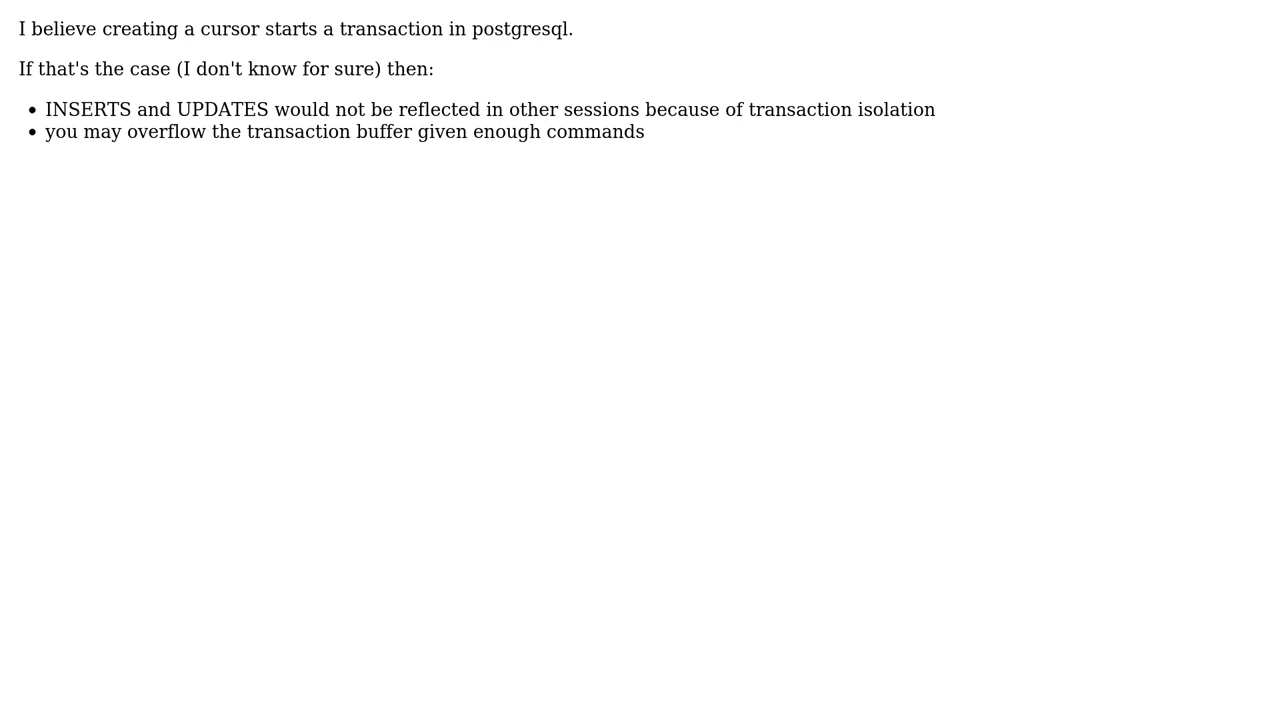 I believe creating a cursor starts a transaction in postgresql.
If that's the case (I don't know for sure) then:
• INSERTS and UPDATES would not be reflected in other sessions because of transaction isolation
• you may overflow the transaction buffer given enough commands